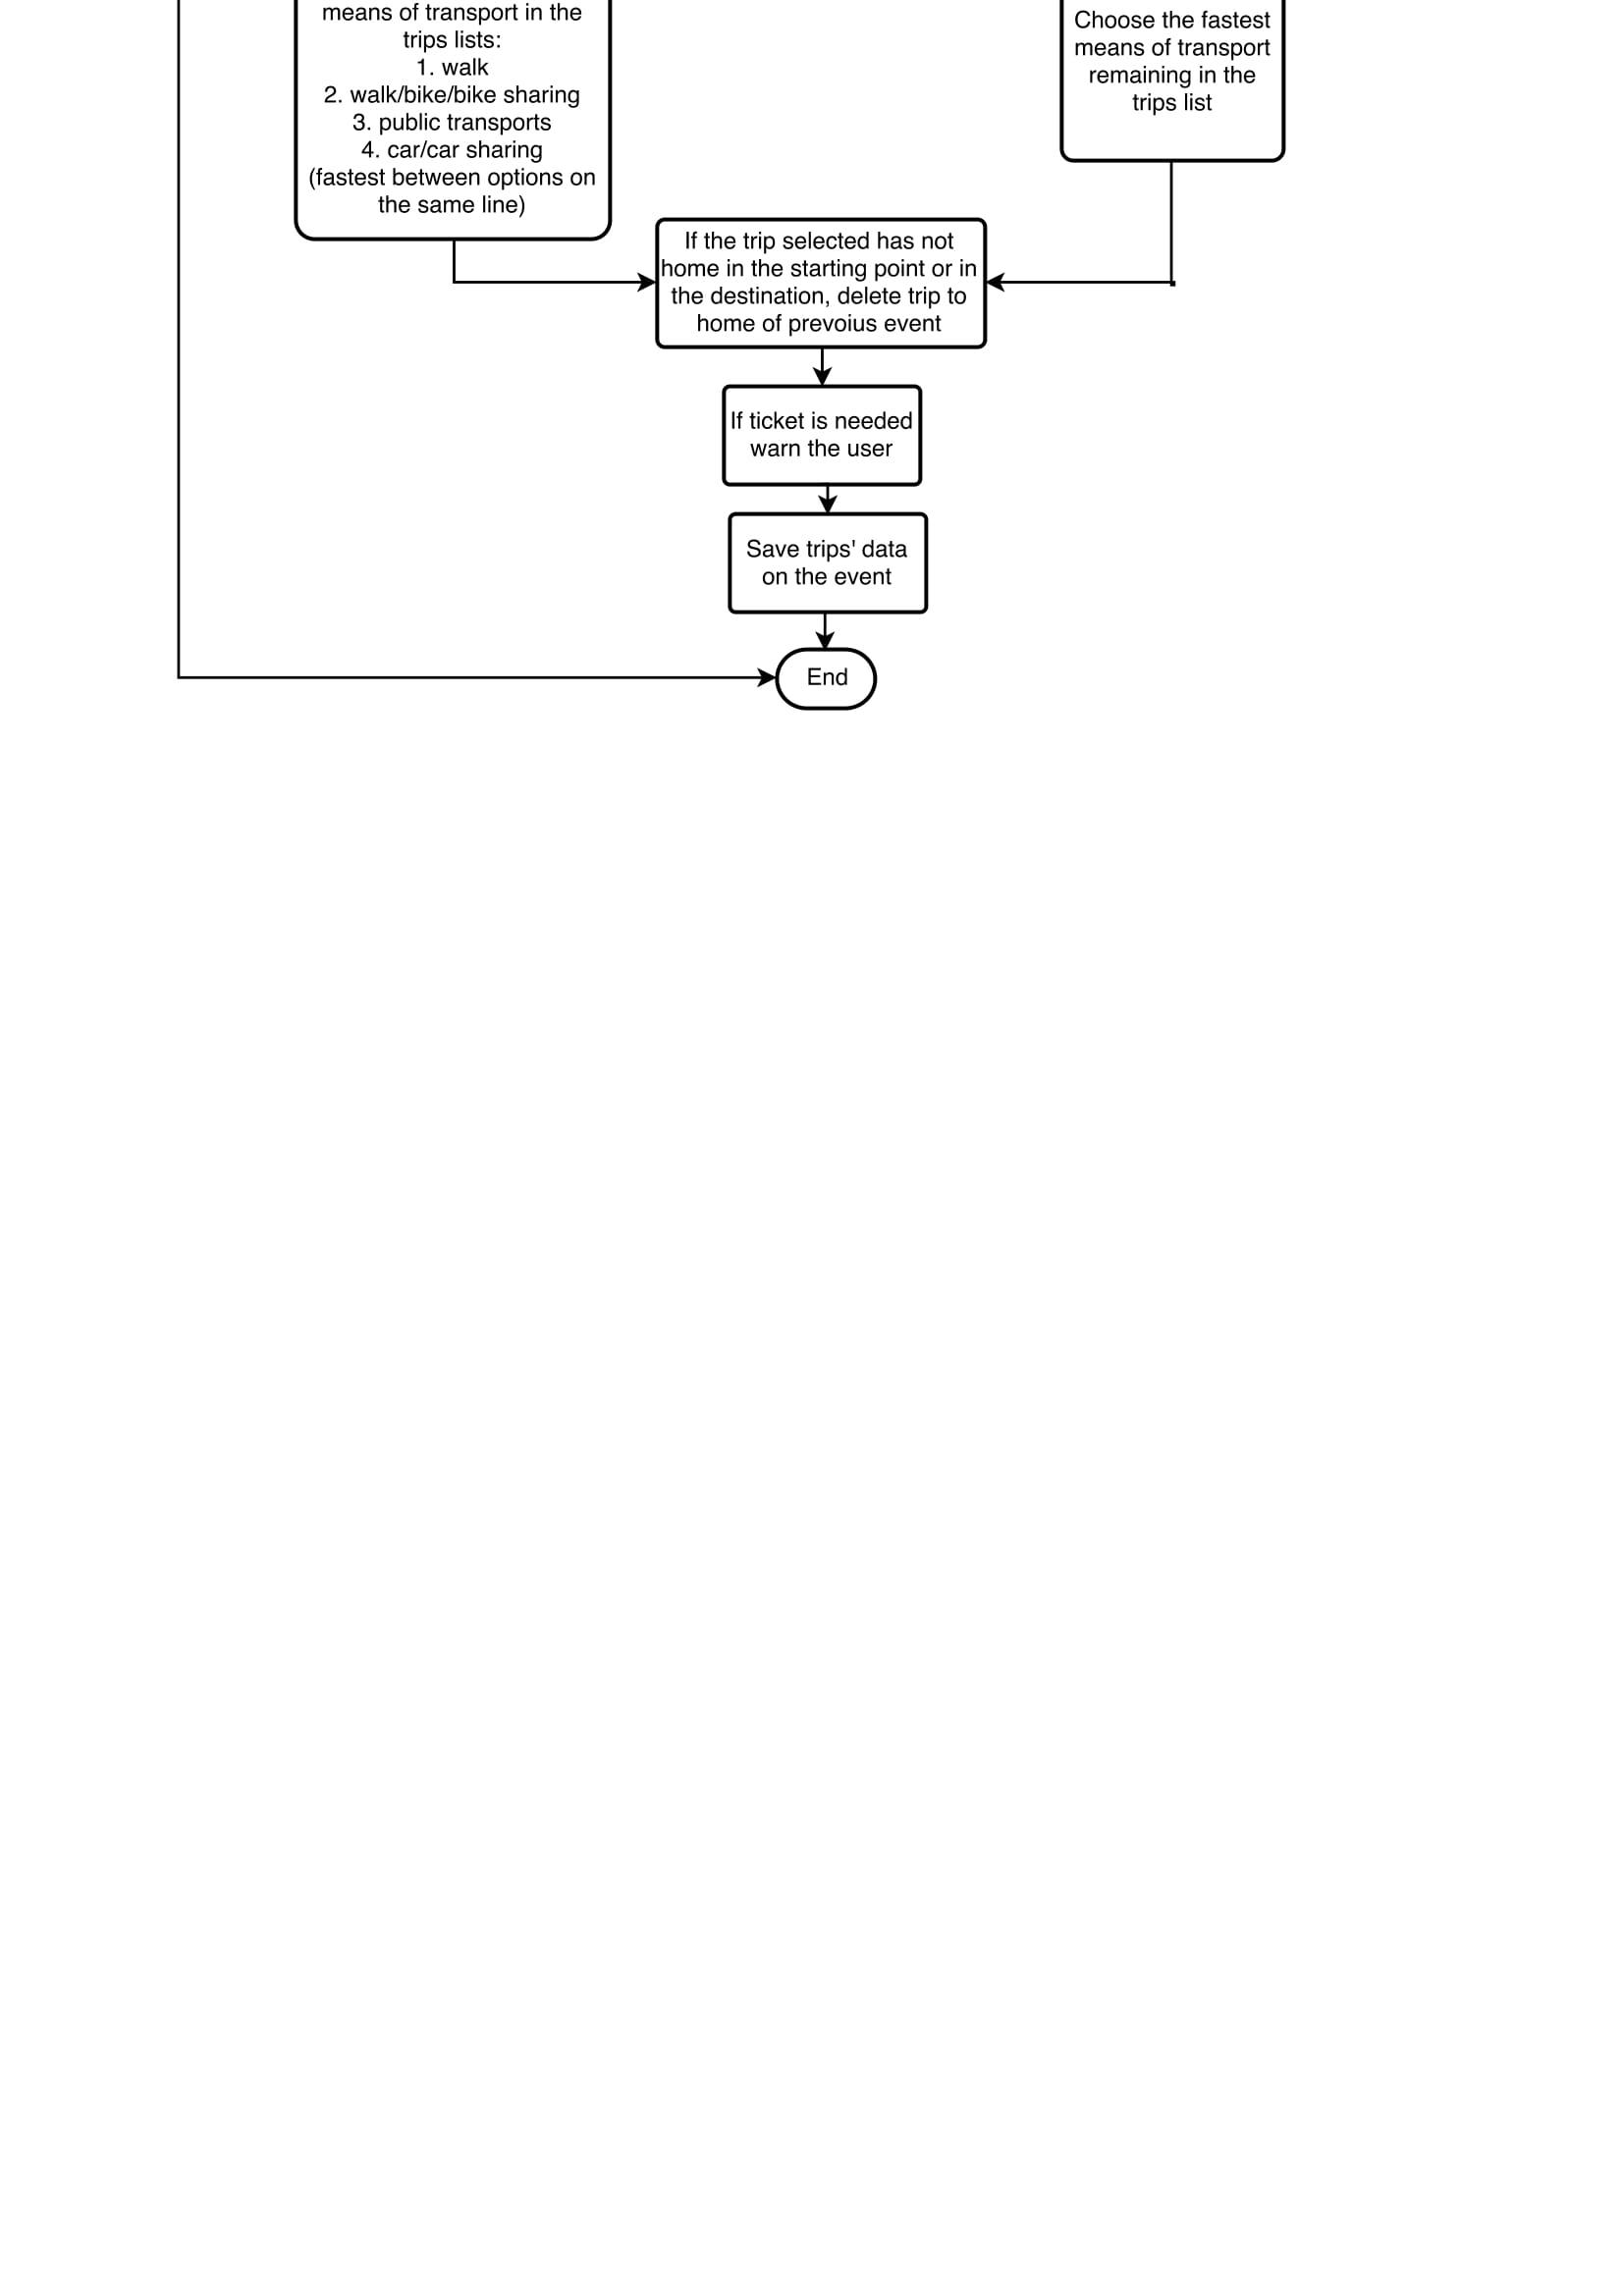 means of transport in the
trips lists:
1. walk
2. walk/bike/bike sharing
3. public transports
4. car/car sharing
(fastest between options on
the same line)
Choose the fastest
means of transport
remaining in the
trips list
If the trip selected has not
home in the starting point or in
the destination, delete trip to
home of prevoius event
If ticket is needed
warn the user
Save trips' data
on the event
End